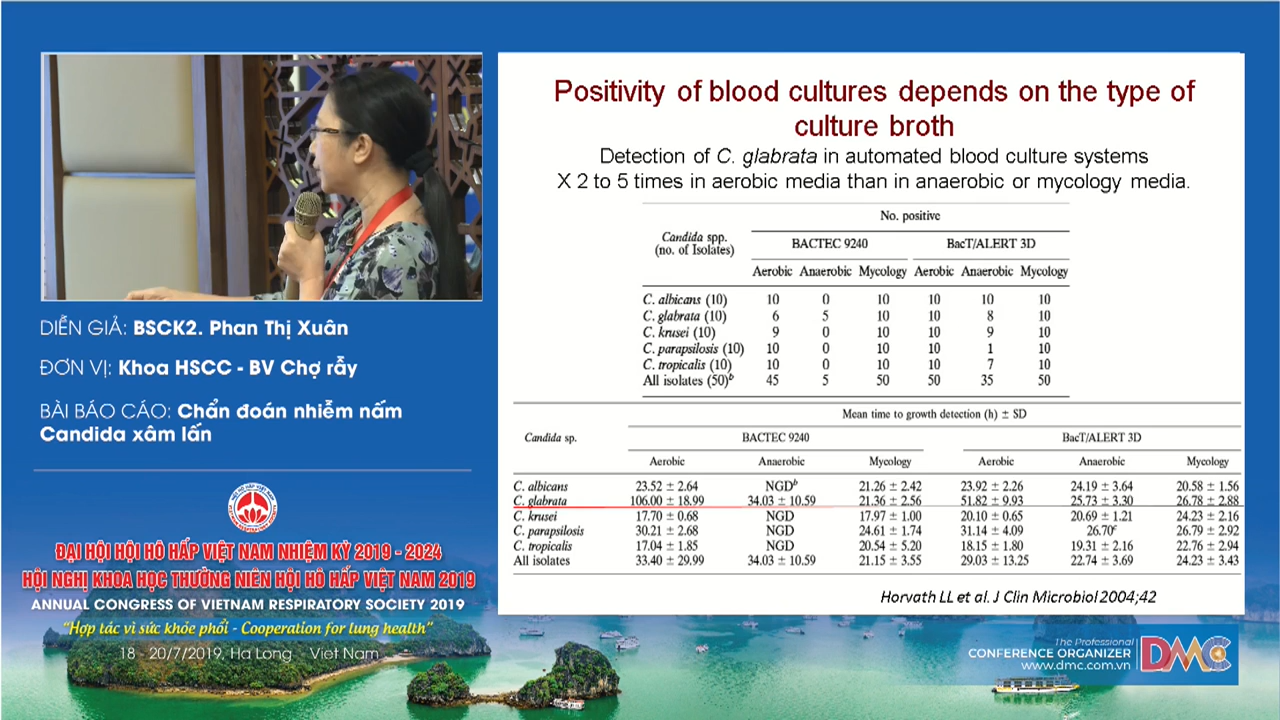 Positivity of blood cultures depends on the type of
culture broth
Detection of C. glabrata in automated blood culture systems
X 2 to 5 times in aerobic media than in anaerobic or mycology media.
No. positive
Candida spp.
(no. of Isolates)
BACTEC 9240 BacT/ALERT 3D
Aerobic Anaerobic Mycology Aerobic Anaerobic Mycology
C. albicans (10) 10 0 10 10 10 10
C. glabrata (10) 6 5 10 10 8 10
C. krusei (10) 9 0 10 10 9 10
C. parapsilosis (10) 10 0 10 10 1 10
C. tropicalis (10) 10 0 10 10 7 10
All isolates (50)b 45 5 50 50 35 50
Mean time to growth detection (h) ± SD
Candida sp. BACTEC 9240 BacT/ALERT 3D
Aerobic Anaerobic Mycology Aerobic Anaerobic Mycology
C. albicans 23.52 ± 2.64 NGDb 21.26 ± 2.42 23.92 ± 2.26 24.19 ± 3.64 20.58 ± 1.56
C. glabrata 106.00 ± 18.99 34.03 ± 10.59 21.36 ± 2.56 51.82 ± 9.93 25.73 ± 3.30 26.78 ± 2.88
C. krusei 17.70 ± 0.68 NGD 17.97 ± 1.00 20.10 ± 0.65 20.69 ± 1.21 24.23 ± 2.16
C. parapsilosis 30.21 ± 2.68 NGD 24.61 ± 1.74 31.14 ± 4.09 26.70c 26.79 ± 2.92
C. tropicalis 17.04 ± 1.85 NGD 20.54 ± 5.20 18.15 ± 1.80 19.31 ± 2.16 22.76 ± 2.94
All isolates 33.40 ± 29.99 34.03 ± 10.59 21.15 ± 3.55 29.03 ± 13.25 22.74 ± 3.69 24.23 ± 3.43
Horvath LL et al. J Clin Microbiol 2004;42
DIỄN GIẢ: BSCK2. Phan Thị Xuân
ĐƠN VỊ: Khoa HSCC - BV Chợ rẫy
BÀI BÁO CÁO: Chẩn đoán nhiễm nấm
Candida xâm lấn
ĐẠI HỘI HỘI HÔ HẤP VIỆT NAM NHIỆM KỲ 2019 - 2024
HỘI NGHỊ KHOA HỌC THƯỜNG NIÊN HỘI HÔ HẤP VIỆT NAM 2019
ANNUAL CONGRESS OF VIETNAM RESPIRATORY SOCIETY 2019
“Hợp tác vì sức khỏe phổi - Cooperation for lung health”
18 - 20/7/2019, Ha Long Viet Nam
The Professional
CONFERENCE ORGANIZER
www.dmc.com.vn
DMC